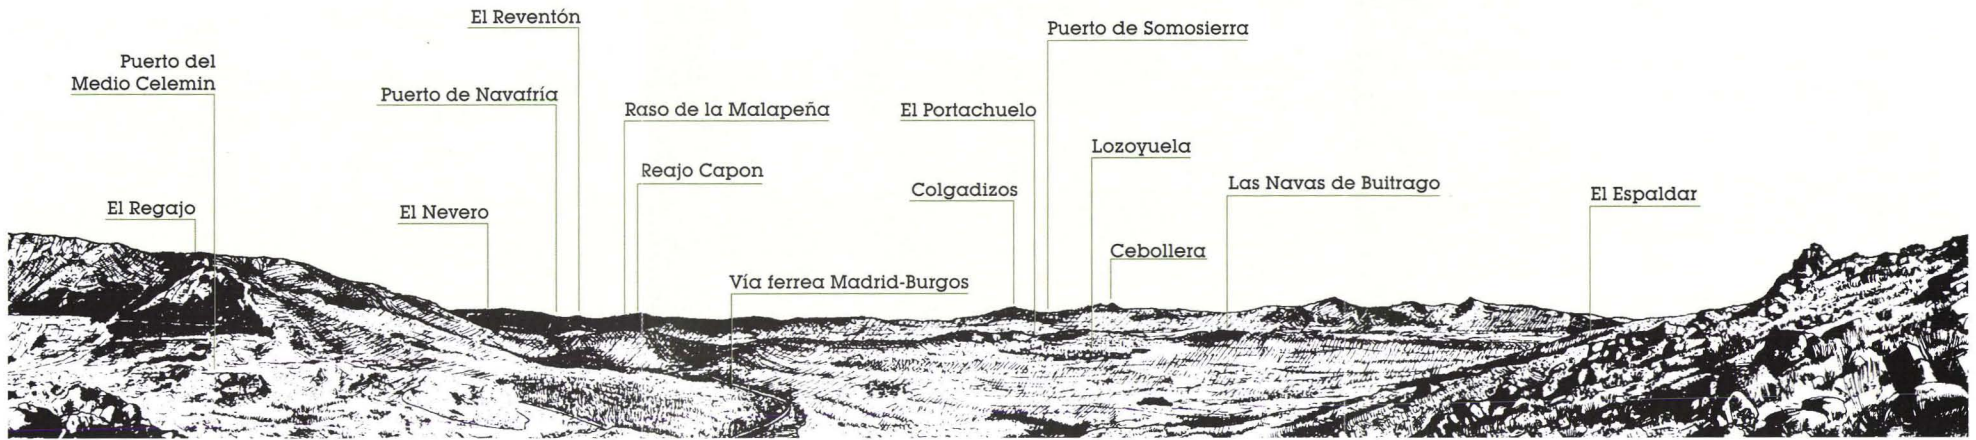 El Reventón
Puerto de Somosierra
Puerto del
Medio Celemin
Puerto de Navafría
Raso de la Malapeña
El Portachuelo
Lozoyuela
Reajo Capon
Colgadizos
Las Navas de Buitrago
El Espaldar
El Regajo
El Nevero
Cebollera
Vía ferrea Madrid-Burgos